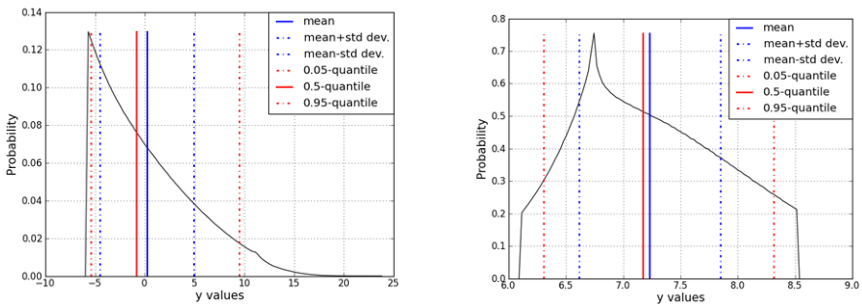 0.14
0.12
0.10
0.08
0.06
0.04
0.02
0.00
Probability
−10
−5
0
5
10
15
20
25
y values
mean
mean+std dev.
mean-std dev.
0.05-quantile
0.5-quantile
0.95-quantile
0.8
0.7
0.6
0.5
0.4
0.3
0.2
0.1
0.0
Probability
6.0
6.5
7.0
7.5
8.0
8.5
9.0
y values
mean
mean+std dev.
mean-std dev.
0.05-quantile
0.5-quantile
0.95-quantile